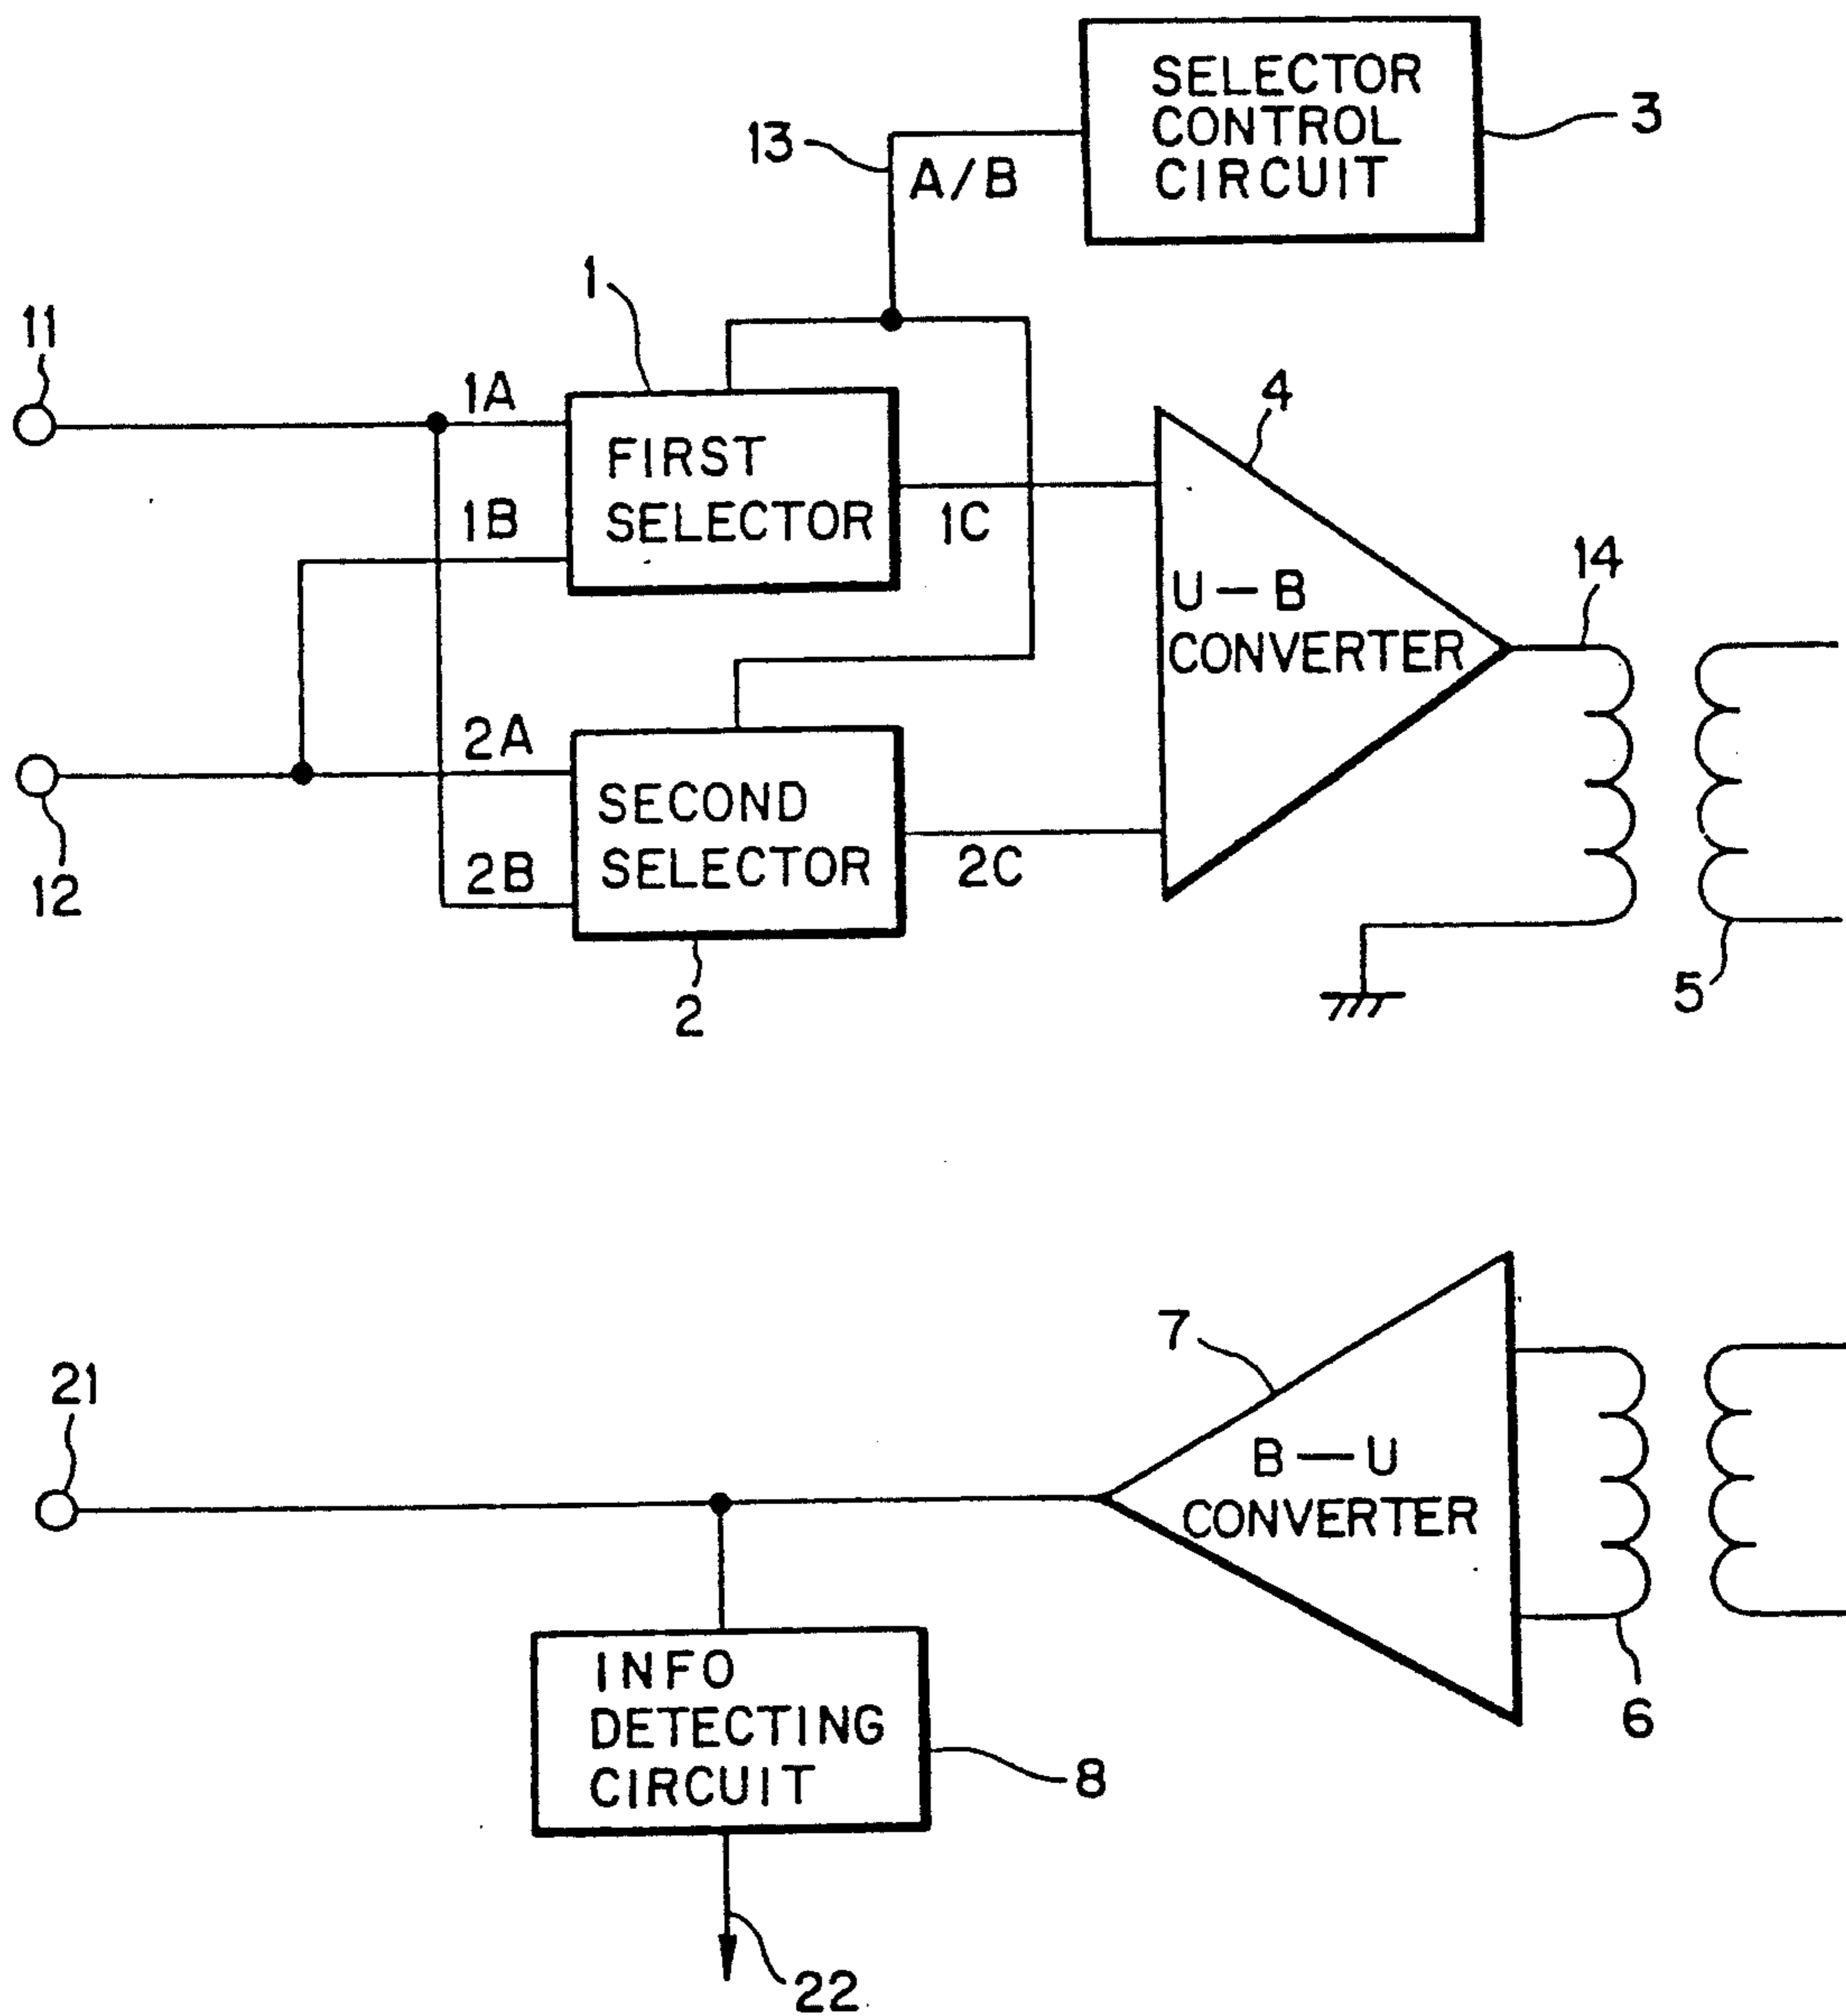 SELECTOR
CONTROL
CIRCUIT
3
13
A/B
1
11
1A
FIRST
SELECTOR
1B
1C
4
U—B
CONVERTER
14
12
2A
SECOND
SELECTOR
2B
2C
2
5
21
7
B—U
CONVERTER
6
INFO
DETECTING
CIRCUIT
8
22